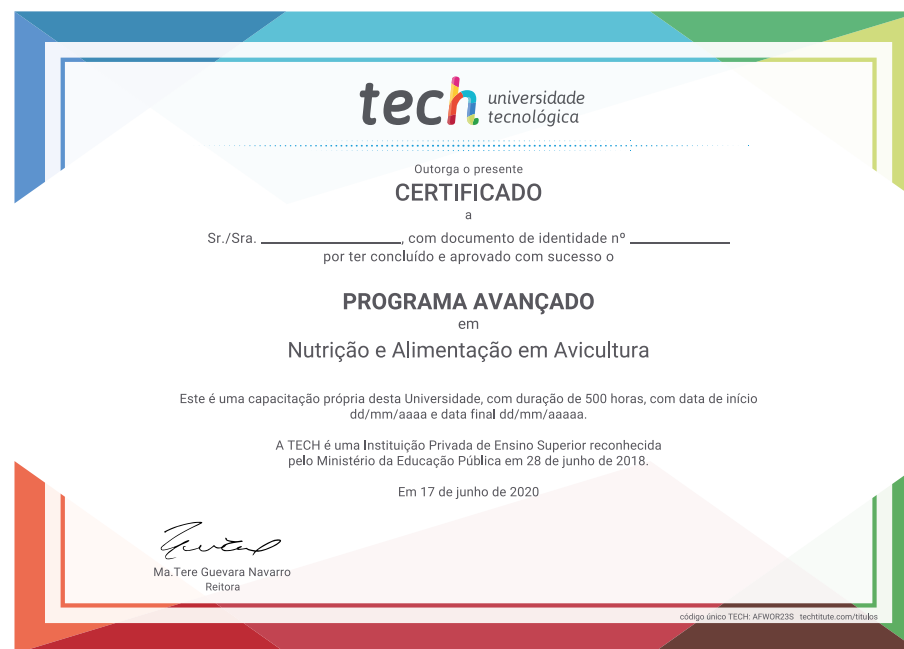 tech universidade
tecnológica
Outorga o presente
CERTIFICADO
a
Sr./Sra. ____________, com documento de identidade nº ____________
por ter concluído e aprovado com sucesso o
PROGRAMA AVANÇADO
em
Nutrição e Alimentação em Avicultura
Este é uma capacitação própria desta Universidade, com duração de 500 horas, com data de início
dd/mm/aaaa e data final dd/mm/aaaaa.
A TECH é uma Instituição Privada de Ensino Superior reconhecida
pelo Ministério da Educação Pública em 28 de junho de 2018.
Em 17 de junho de 2020
Ma.Tere Guevara Navarro
Reitora
código único TECH: AFWOR23S techtitute.com/titulos